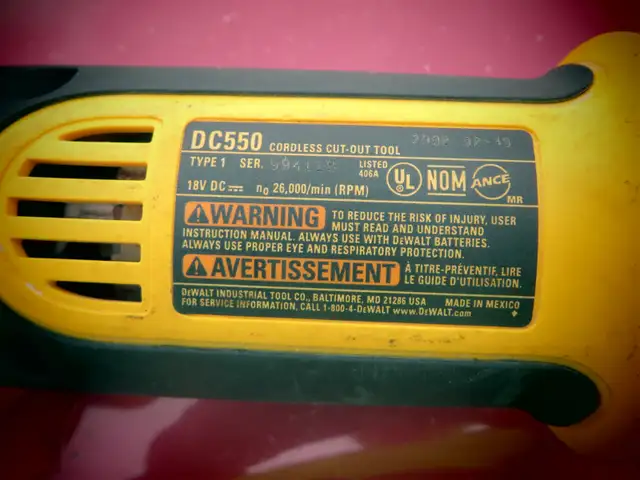 DC550 CORDLESS CUT-OUT TOOL
TYPE 1 SER.
LISTED
406A
UL
NOM
ANCE
MR
18V DC n0 26,000/min (RPM)
WARNING TO REDUCE THE RISK OF INJURY, USER
MUST READ AND UNDERSTAND
INSTRUCTION MANUAL. ALWAYS USE WITH DEWALT BATTERIES.
ALWAYS USE PROPER EYE AND RESPIRATORY PROTECTION.
AVERTISSEMENT À TITRE-PRÉVENTIF, LIRE
LE GUIDE D'UTILISATION.
DEWALT INDUSTRIAL TOOL CO., BALTIMORE, MD 21286 USA MADE IN MEXICO
FOR SERVICE INFORMATION, CALL 1-800-4-DEWALT www.DEWALT.com